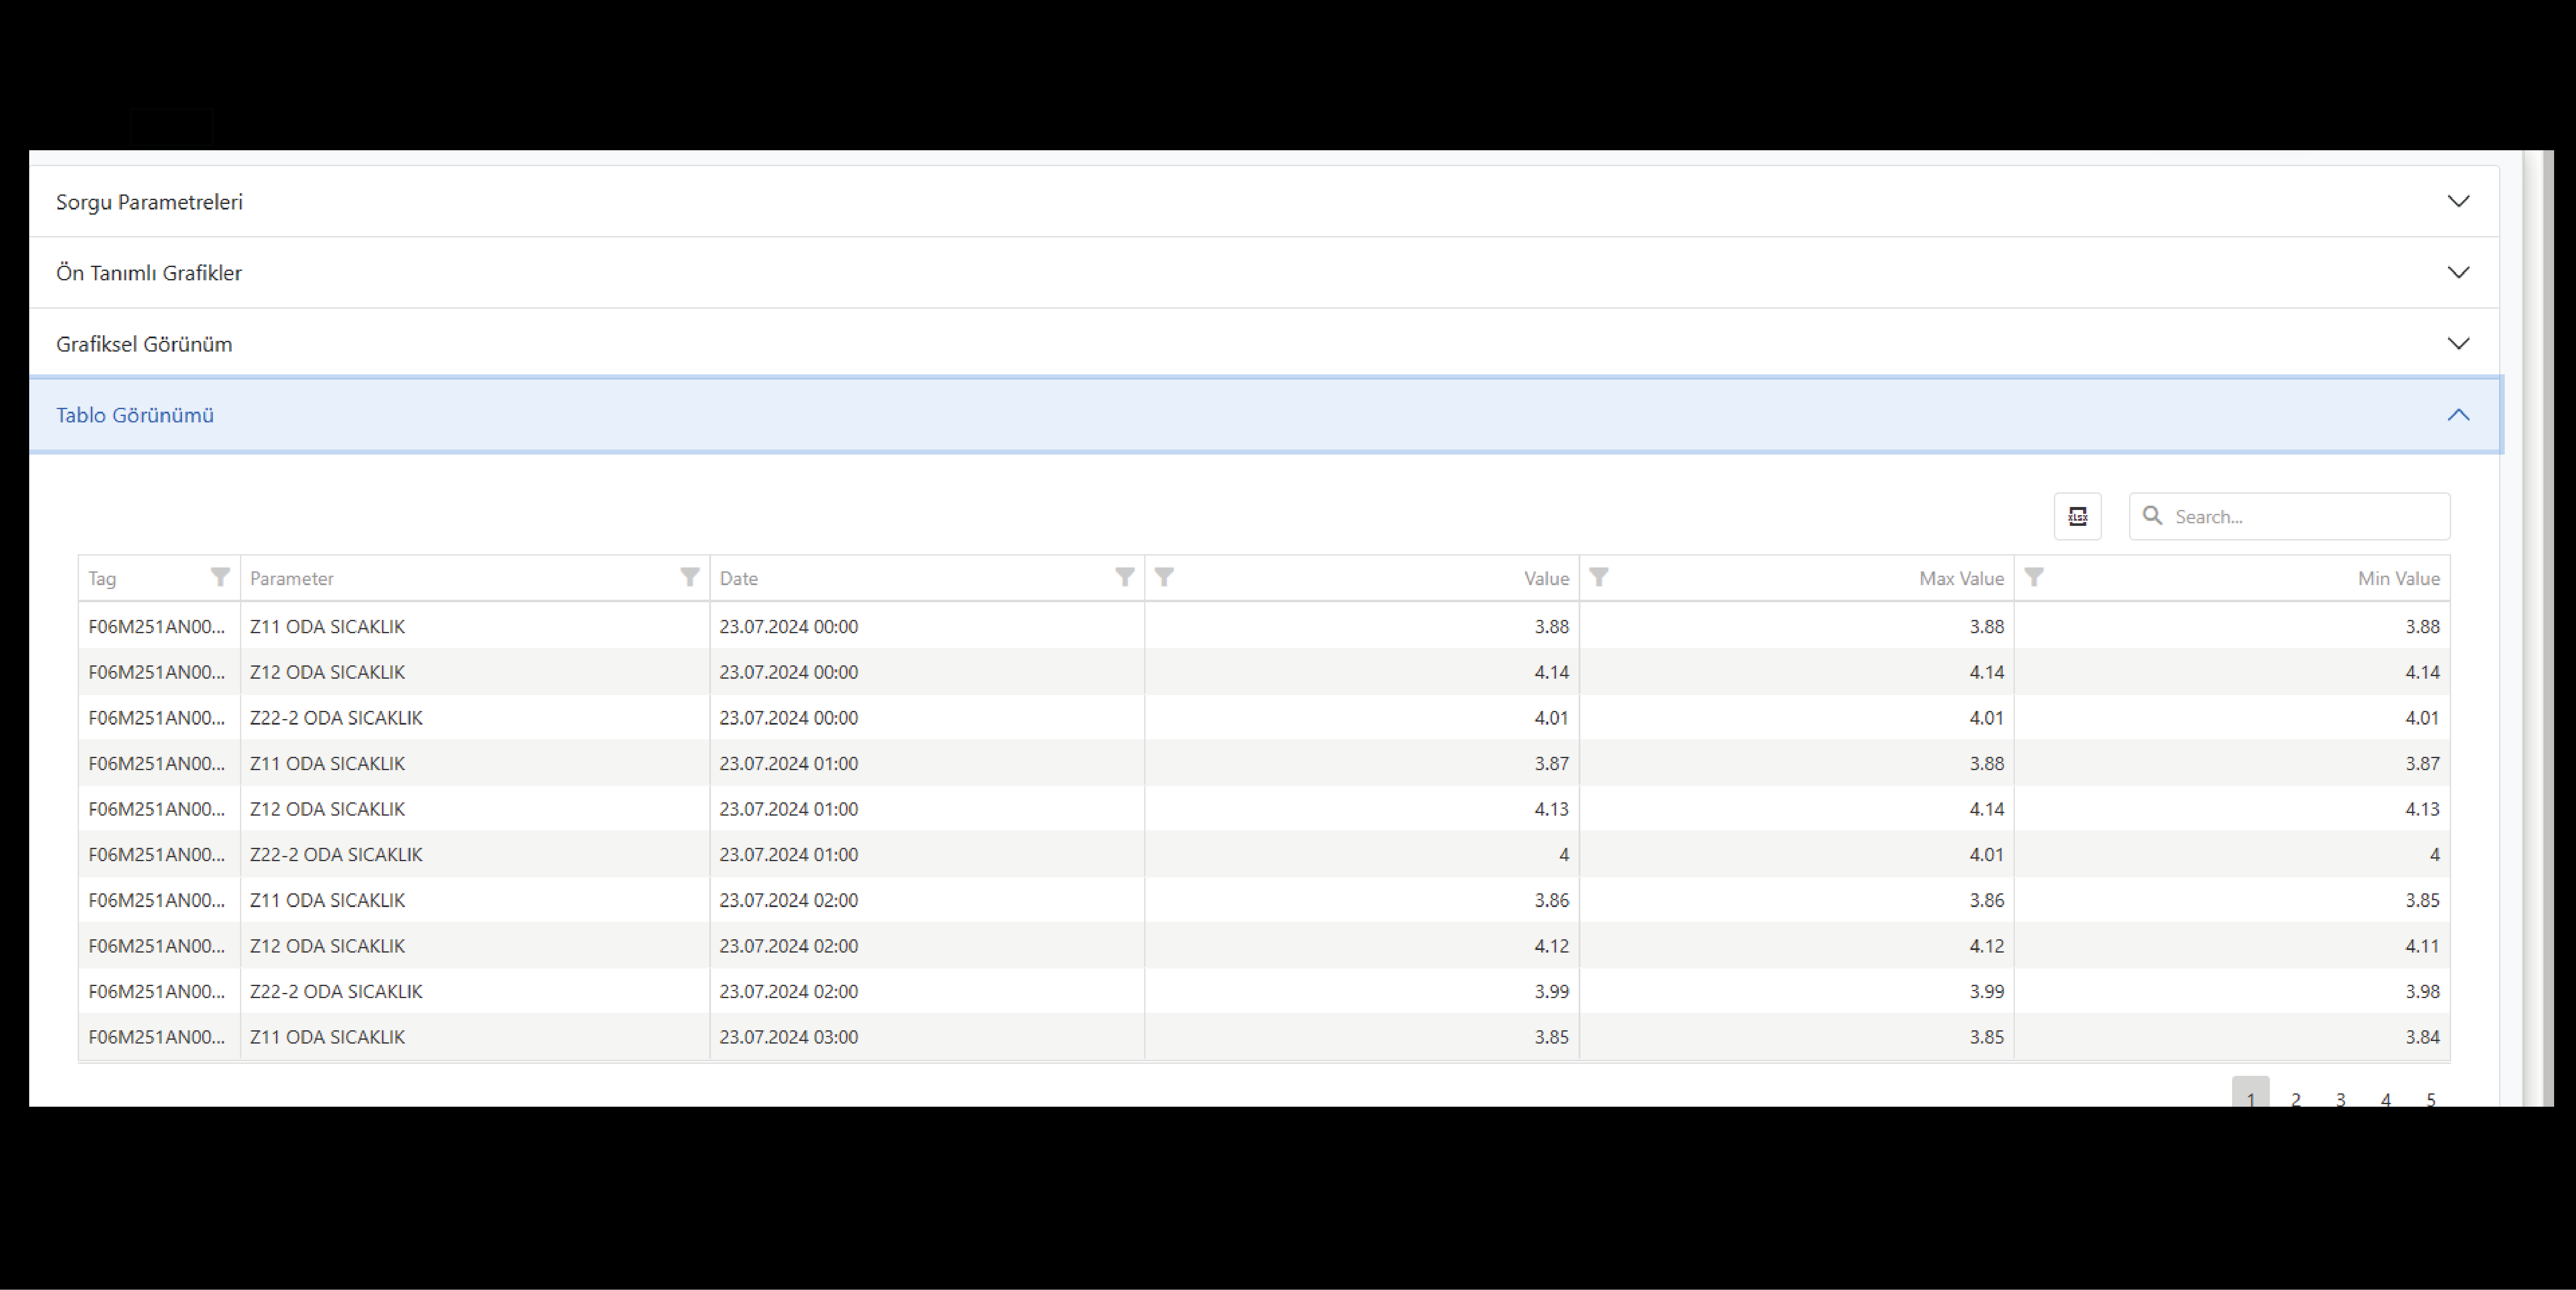 Sorgu Parametreleri
Ön Tanımlı Grafikler
Grafiksel Görünüm
Tablo Görünümü
xlsx Search...
Tag Parameter Date Value Max Value Min Value
F06M251AN00... Z11 ODA SICAKLIK 23.07.2024 00:00 3.88 3.88 3.88
F06M251AN00... Z12 ODA SICAKLIK 23.07.2024 00:00 4.14 4.14 4.14
F06M251AN00... Z22-2 ODA SICAKLIK 23.07.2024 00:00 4.01 4.01 4.01
F06M251AN00... Z11 ODA SICAKLIK 23.07.2024 01:00 3.87 3.88 3.87
F06M251AN00... Z12 ODA SICAKLIK 23.07.2024 01:00 4.13 4.14 4.13
F06M251AN00... Z22-2 ODA SICAKLIK 23.07.2024 01:00 4 4.01 4
F06M251AN00... Z11 ODA SICAKLIK 23.07.2024 02:00 3.86 3.86 3.85
F06M251AN00... Z12 ODA SICAKLIK 23.07.2024 02:00 4.12 4.12 4.11
F06M251AN00... Z22-2 ODA SICAKLIK 23.07.2024 02:00 3.99 3.99 3.98
F06M251AN00... Z11 ODA SICAKLIK 23.07.2024 03:00 3.85 3.85 3.84
1 2 3 4 5